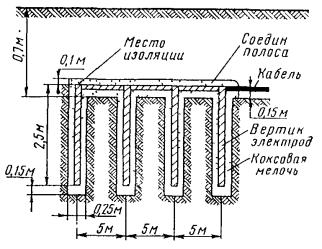 0,7м
0,1м
Место
изоляции
Соедин
полоса
Кабель
0,15м
Вертик
электрод
Коксовая
мелочь
2,5м
0,15м
0,25м
5м
5м
5м